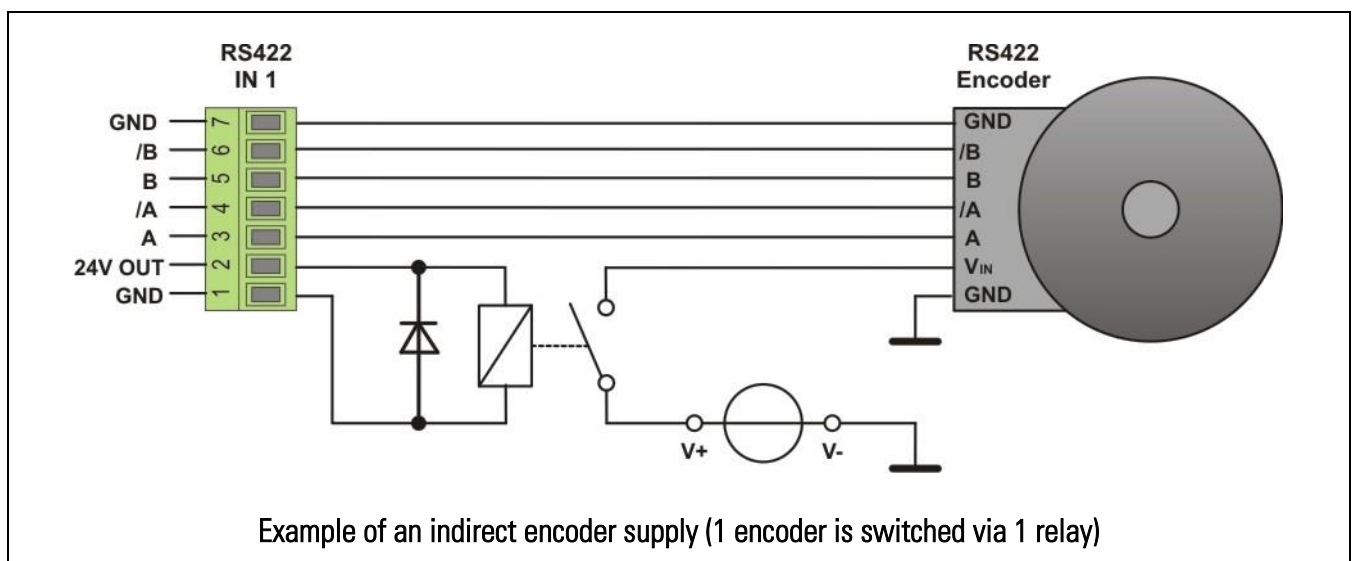 RS422
IN 1
RS422
Encoder
GND 7 GND
/B 6 /B
B 5 B
/A 4 /A
A 3 A
24V OUT 2 VIN
GND 1 GND
V+ V-
Example of an indirect encoder supply (1 encoder is switched via 1 relay)